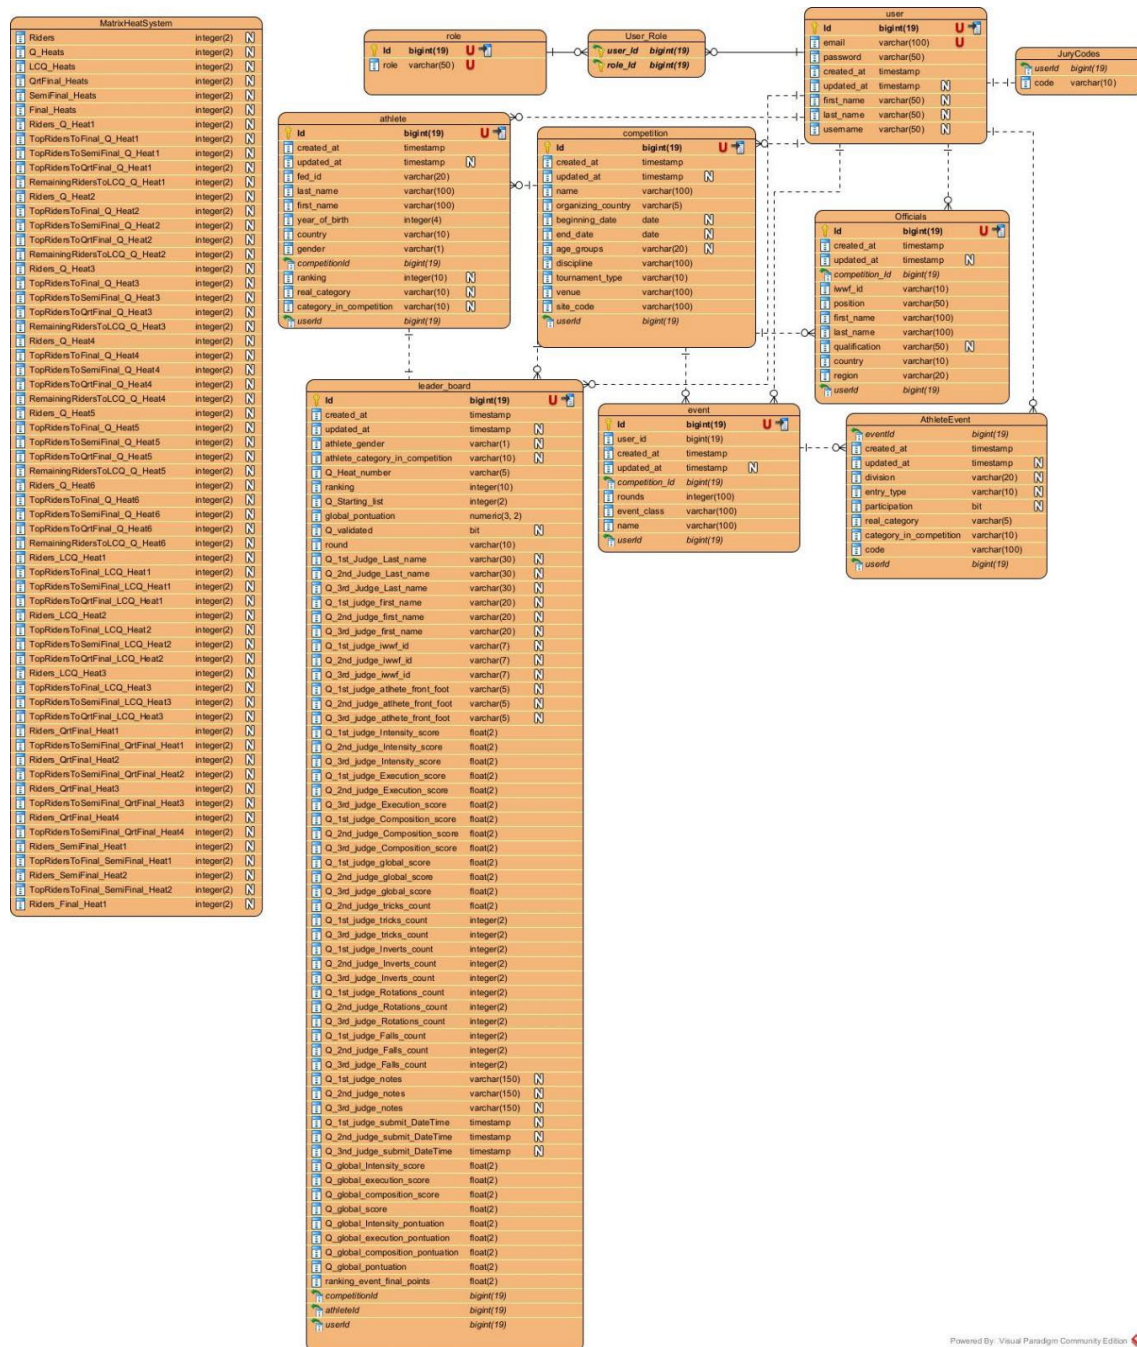 MatrixHeatSystem
Riders integer(2) N
Q_Heats integer(2) N
LCQ_Heats integer(2) N
QrtFinal_Heats integer(2) N
SemiFinal_Heats integer(2) N
Final_Heats integer(2) N
Riders_Q_Heat1 integer(2) N
TopRidersToFinal_Q_Heat1 integer(2) N
TopRidersToSemiFinal_Q_Heat1 integer(2) N
TopRidersToQrtFinal_Q_Heat1 integer(2) N
RemainingRidersToLCQ_Q_Heat1 integer(2) N
Riders_Q_Heat2 integer(2) N
TopRidersToFinal_Q_Heat2 integer(2) N
TopRidersToSemiFinal_Q_Heat2 integer(2) N
TopRidersToQrtFinal_Q_Heat2 integer(2) N
RemainingRidersToLCQ_Q_Heat2 integer(2) N
Riders_Q_Heat3 integer(2) N
TopRidersToFinal_Q_Heat3 integer(2) N
TopRidersToSemiFinal_Q_Heat3 integer(2) N
TopRidersToQrtFinal_Q_Heat3 integer(2) N
RemainingRidersToLCQ_Q_Heat3 integer(2) N
Riders_Q_Heat4 integer(2) N
TopRidersToFinal_Q_Heat4 integer(2) N
TopRidersToSemiFinal_Q_Heat4 integer(2) N
TopRidersToQrtFinal_Q_Heat4 integer(2) N
RemainingRidersToLCQ_Q_Heat4 integer(2) N
Riders_Q_Heat5 integer(2) N
TopRidersToFinal_Q_Heat5 integer(2) N
TopRidersToSemiFinal_Q_Heat5 integer(2) N
TopRidersToQrtFinal_Q_Heat5 integer(2) N
RemainingRidersToLCQ_Q_Heat5 integer(2) N
Riders_Q_Heat6 integer(2) N
TopRidersToFinal_Q_Heat6 integer(2) N
TopRidersToSemiFinal_Q_Heat6 integer(2) N
TopRidersToQrtFinal_Q_Heat6 integer(2) N
RemainingRidersToLCQ_Q_Heat6 integer(2) N
Riders_LCQ_Heat1 integer(2) N
TopRidersToFinal_LCQ_Heat1 integer(2) N
TopRidersToSemiFinal_LCQ_Heat1 integer(2) N
TopRidersToQrtFinal_LCQ_Heat1 integer(2) N
Riders_LCQ_Heat2 integer(2) N
TopRidersToFinal_LCQ_Heat2 integer(2) N
TopRidersToSemiFinal_LCQ_Heat2 integer(2) N
TopRidersToQrtFinal_LCQ_Heat2 integer(2) N
Riders_LCQ_Heat3 integer(2) N
TopRidersToFinal_LCQ_Heat3 integer(2) N
TopRidersToSemiFinal_LCQ_Heat3 integer(2) N
TopRidersToQrtFinal_LCQ_Heat3 integer(2) N
Riders_QrtFinal_Heat1 integer(2) N
TopRidersToSemiFinal_QrtFinal_Heat1 integer(2) N
Riders_QrtFinal_Heat2 integer(2) N
TopRidersToSemiFinal_QrtFinal_Heat2 integer(2) N
Riders_QrtFinal_Heat3 integer(2) N
TopRidersToSemiFinal_QrtFinal_Heat3 integer(2) N
Riders_QrtFinal_Heat4 integer(2) N
TopRidersToSemiFinal_QrtFinal_Heat4 integer(2) N
Riders_SemiFinal_Heat1 integer(2) N
TopRidersToFinal_SemiFinal_Heat1 integer(2) N
Riders_SemiFinal_Heat2 integer(2) N
TopRidersToFinal_SemiFinal_Heat2 integer(2) N
Riders_Final_Heat1 integer(2) N
role
Id bigint(19) U
role varchar(50) U
User_Role
user_Id bigint(19)
role_Id bigint(19)
user
Id bigint(19) U
email varchar(100) U
password varchar(50)
created_at timestamp
updated_at timestamp N
first_name varchar(50) N
last_name varchar(50) N
username varchar(50) N
JuryCodes
userId bigint(19)
code varchar(10)
athlete
Id bigint(19) U
created_at timestamp
updated_at timestamp N
fed_id varchar(20)
last_name varchar(100)
first_name varchar(100)
year_of_birth integer(4)
country varchar(10)
gender varchar(1)
competitionId bigint(19)
ranking integer(10) N
real_category varchar(10) N
category_in_competition varchar(10) N
userId bigint(19)
competition
Id bigint(19) U
created_at timestamp
updated_at timestamp N
name varchar(100)
organizing_country varchar(5)
beginning_date date N
end_date date N
age_groups varchar(20) N
discipline varchar(100)
tournament_type varchar(10)
venue varchar(100)
site_code varchar(100)
userId bigint(19)
Officials
Id bigint(19) U
created_at timestamp
updated_at timestamp N
competition_Id bigint(19)
iwwf_id varchar(10)
position varchar(50)
first_name varchar(100)
last_name varchar(100)
qualification varchar(50) N
country varchar(10)
region varchar(20)
userId bigint(19)
leader_board
Id bigint(19) U
created_at timestamp
updated_at timestamp N
athlete_gender varchar(1) N
athlete_category_in_competition varchar(10) N
Q_Heat_number varchar(5)
ranking integer(10)
Q_Starting_list integer(2)
global_pontuation numeric(3, 2)
Q_validated bit N
round varchar(10)
Q_1st_Judge_Last_name varchar(30) N
Q_2nd_Judge_Last_name varchar(30) N
Q_3rd_Judge_Last_name varchar(30) N
Q_1st_judge_first_name varchar(20) N
Q_2nd_judge_first_name varchar(20) N
Q_3rd_judge_first_name varchar(20) N
Q_1st_judge_iwwf_id varchar(7) N
Q_2nd_judge_iwwf_id varchar(7) N
Q_3rd_judge_iwwf_id varchar(7) N
Q_1st_judge_atlhete_front_foot varchar(5) N
Q_2nd_judge_atlhete_front_foot varchar(5) N
Q_3rd_judge_atlhete_front_foot varchar(5) N
Q_1st_judge_Intensity_score float(2)
Q_2nd_judge_Intensity_score float(2)
Q_3rd_judge_Intensity_score float(2)
Q_1st_judge_Execution_score float(2)
Q_2nd_judge_Execution_score float(2)
Q_3rd_judge_Execution_score float(2)
Q_1st_judge_Composition_score float(2)
Q_2nd_judge_Composition_score float(2)
Q_3rd_judge_Composition_score float(2)
Q_1st_judge_global_score float(2)
Q_2nd_judge_global_score float(2)
Q_3rd_judge_global_score float(2)
Q_2nd_judge_tricks_count float(2)
Q_1st_judge_tricks_count integer(2)
Q_3rd_judge_tricks_count integer(2)
Q_1st_judge_Inverts_count integer(2)
Q_2nd_judge_Inverts_count integer(2)
Q_3rd_judge_Inverts_count integer(2)
Q_1st_judge_Rotations_count integer(2)
Q_2nd_judge_Rotations_count integer(2)
Q_3rd_judge_Rotations_count integer(2)
Q_1st_judge_Falls_count integer(2)
Q_2nd_judge_Falls_count integer(2)
Q_3rd_judge_Falls_count integer(2)
Q_1st_judge_notes varchar(150) N
Q_2nd_judge_notes varchar(150) N
Q_3rd_judge_notes varchar(150) N
Q_1st_judge_submit_DateTime timestamp N
Q_2nd_judge_submit_DateTime timestamp N
Q_3nd_judge_submit_DateTime timestamp N
Q_global_Intensity_score float(2)
Q_global_execution_score float(2)
Q_global_composition_score float(2)
Q_global_score float(2)
Q_global_Intensity_pontuation float(2)
Q_global_execution_pontuation float(2)
Q_global_composition_pontuation float(2)
Q_global_pontuation float(2)
ranking_event_final_points float(2)
competitionId bigint(19)
athleteId bigint(19)
userId bigint(19)
event
Id bigint(19) U
user_id bigint(19)
created_at timestamp
updated_at timestamp N
competition_Id bigint(19)
rounds integer(100)
event_class varchar(100)
name varchar(100)
userId bigint(19)
AthleteEvent
eventId bigint(19)
created_at timestamp
updated_at timestamp N
division varchar(20) N
entry_type varchar(10) N
participation bit N
real_category varchar(5)
category_in_competition varchar(10)
code varchar(100)
userId bigint(19)
Powered By: Visual Paradigm Community Edition